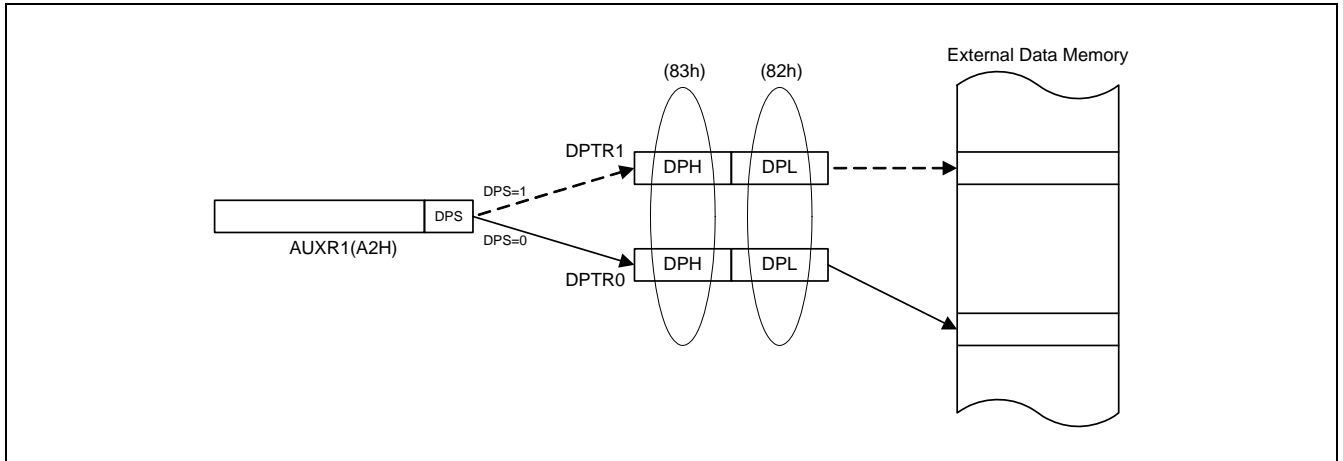 External Data Memory
(83h) (82h)
DPTR1 DPH DPL
DPS=1
DPS
DPS=0
AUXR1(A2H)
DPH DPL
DPTR0